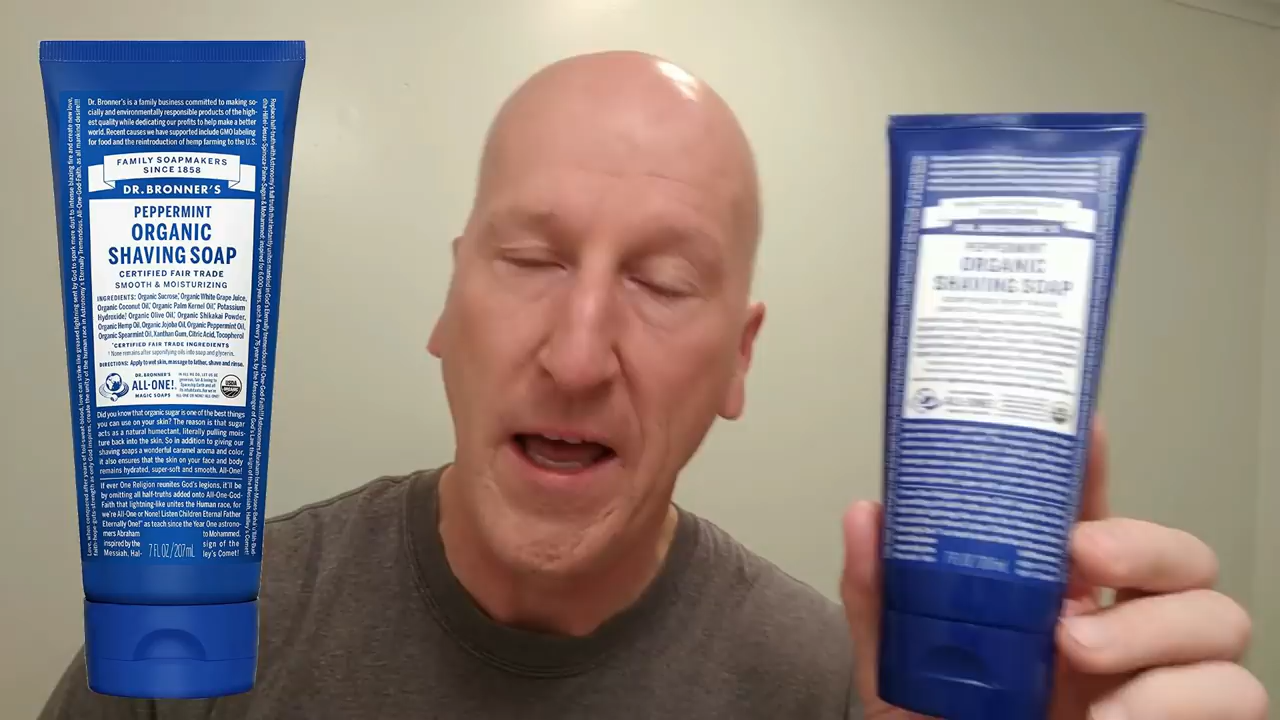 Dr. Bronner's is a family business committed to making so-
cially and environmentally responsible products of the high-
est quality while dedicating our profits to help make a better
world. Recent causes we have supported include GMO labeling
for food and the reintroduction of hemp farming to the U.S.
FAMILY SOAPMAKERS
SINCE 1858
DR. BRONNER'S
PEPPERMINT
ORGANIC
SHAVING SOAP
CERTIFIED FAIR TRADE
SMOOTH & MOISTURIZING
INGREDIENTS: Organic Sucrose, Organic White Grape Juice,
Organic Coconut Oil, Organic Palm Kernel Oil, Potassium
Hydroxide, Organic Olive Oil, Organic Shikakai Powder,
Organic Hemp Oil, Organic Jojoba Oil, Organic Peppermint Oil,
Organic Spearmint Oil, Xanthan Gum, Citric Acid, Tocopherol
*CERTIFIED FAIR TRADE INGREDIENTS
None remains after saponifying oils into soap and glycerin.
DIRECTIONS: Apply to wet skin, massage to lather, shave and rinse.
DR. BRONNER'S
ALL-ONE!
MAGIC SOAPS
USDA
Did you know that organic sugar is one of the best things
you can use on your skin? The reason is that sugar
acts as a natural humectant, literally pulling mois-
ture back into the skin. So in addition to giving our
shaving soaps a wonderful caramel aroma and color,
it also ensures that the skin on your face and body
remains hydrated, super-soft and smooth. All-One!
If ever One Religion reunites God's legions, it'll be
by omitting all half-truths added onto All-One-God-
Faith that lightning-like unites the Human race, for
we're All-One or None! Listen Children Eternal Father
Eternally One!" as teach since the Year One astrono-
mers Abraham to Mohammed,
inspired by the sign of the
Messiah, Hal- 7 FL OZ/207 mL ley's Comet!
PEPPERMINT
ORGANIC
SHAVING SOAP